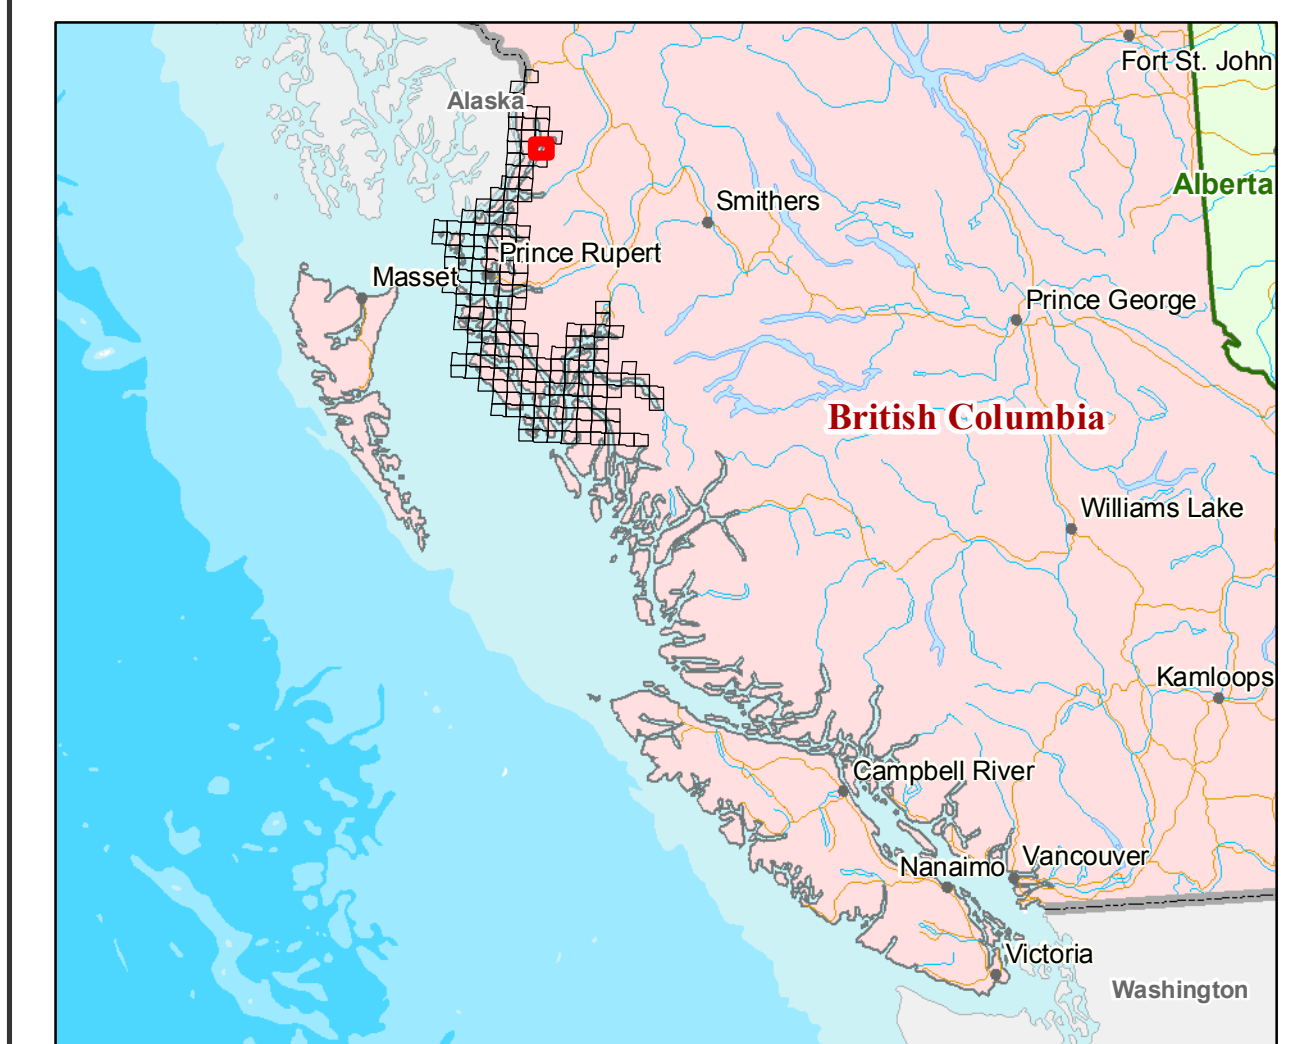 Fort St. John
Alaska
Alberta
Smithers
Prince Rupert
Masset
Prince George
British Columbia
Williams Lake
Kamloops
Campbell River
Vancouver
Nanaimo
Victoria
Washington